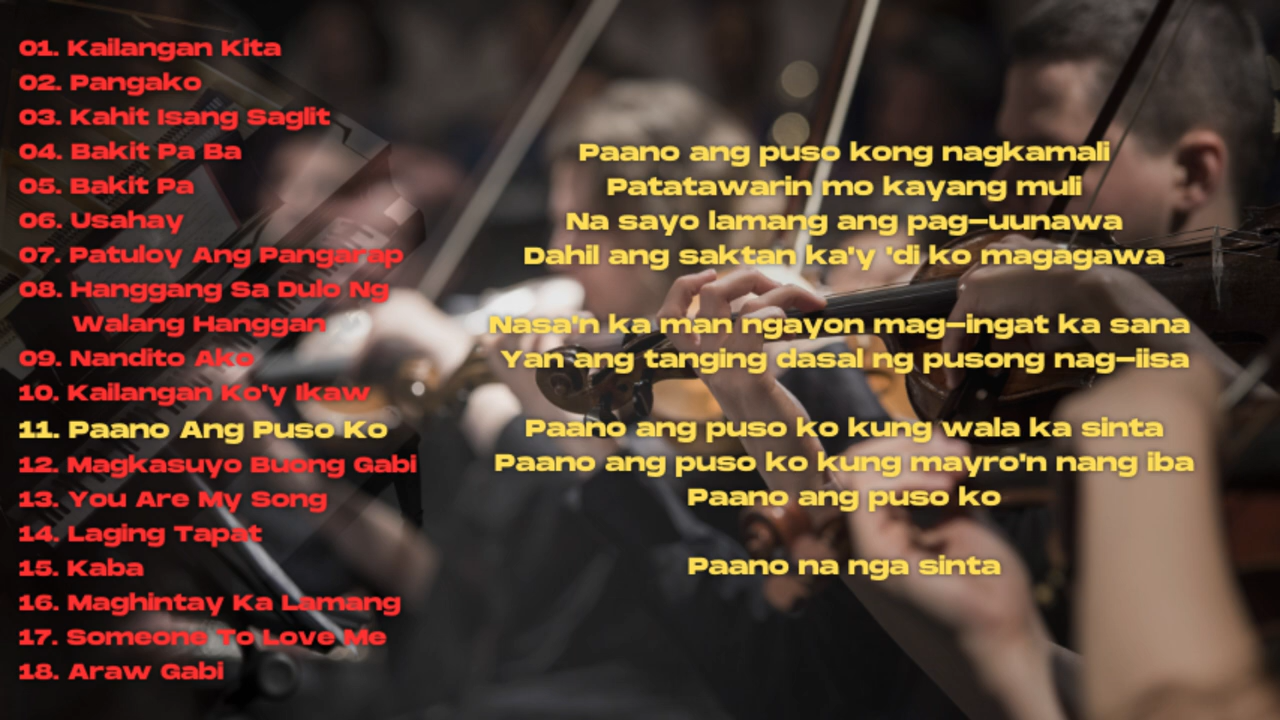 01. Kailangan Kita
02. Pangako
03. Kahit Isang Saglit
04. Bakit Pa Ba
05. Bakit Pa
06. Usahay
07. Patuloy Ang Pangarap
08. Hanggang Sa Dulo Ng
Walang Hanggan
09. Nandito Ako
10. Kailangan Ko'y Ikaw
11. Paano Ang Puso Ko
12. Magkasuyo Buong Gabi
13. You Are My Song
14. Laging Tapat
15. Kaba
16. Maghintay Ka Lamang
17. Someone To Love Me
18. Araw Gabi
Paano ang puso kong nagkamali
Patatawarin mo kayang muli
Na sayo lamang ang pag-uunawa
Dahil ang saktan ka'y 'di ko magagawa
Nasa'n ka man ngayon mag-ingat ka sana
Yan ang tanging dasal ng pusong nag-iisa
Paano ang puso ko kung wala ka sinta
Paano ang puso ko kung mayro'n nang iba
Paano ang puso ko
Paano na nga sinta